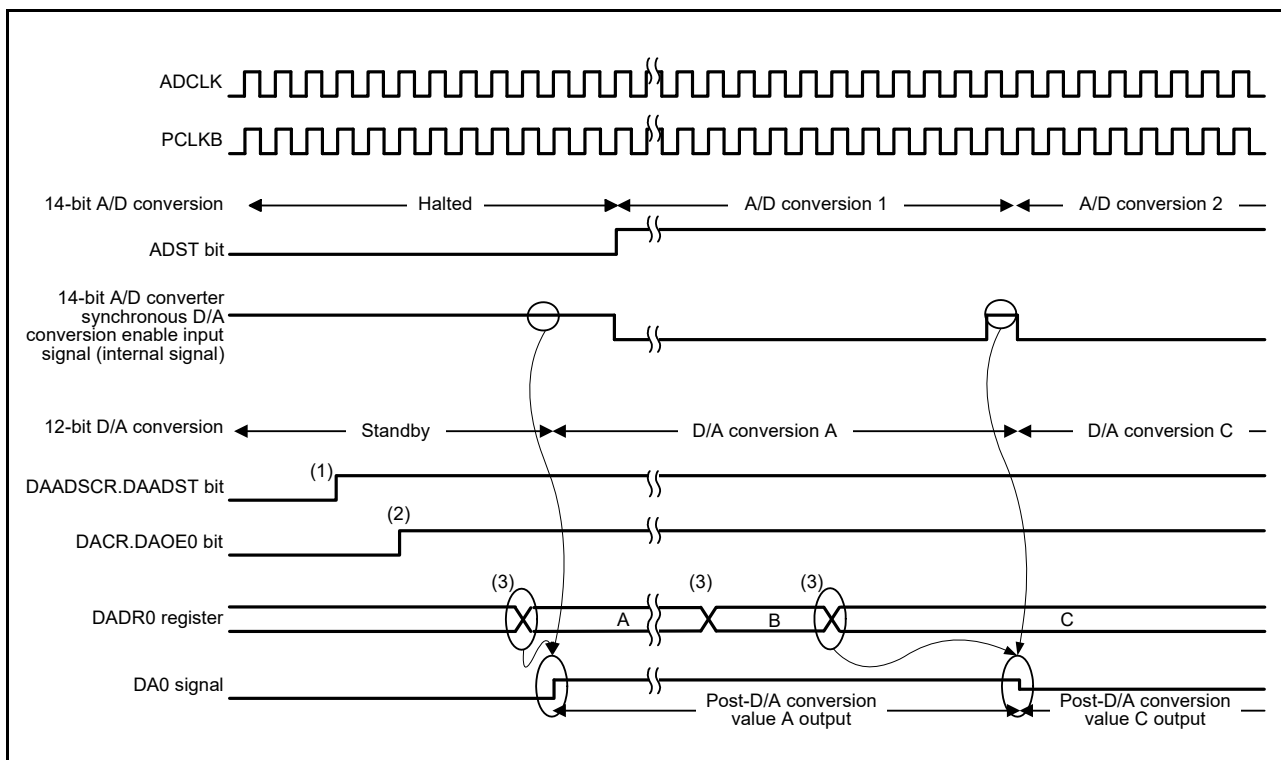 ADCLK
PCLKB
14-bit A/D conversion
Halted
A/D conversion 1
A/D conversion 2
ADST bit
14-bit A/D converter
synchronous D/A
conversion enable input
signal (internal signal)
12-bit D/A conversion
Standby
D/A conversion A
D/A conversion C
(1)
DAADSCR.DAADST bit
(2)
DACR.DAOE0 bit
(3)
(3)
(3)
DADR0 register
A
B
C
DA0 signal
Post-D/A conversion
value A output
Post-D/A conversion
value C output